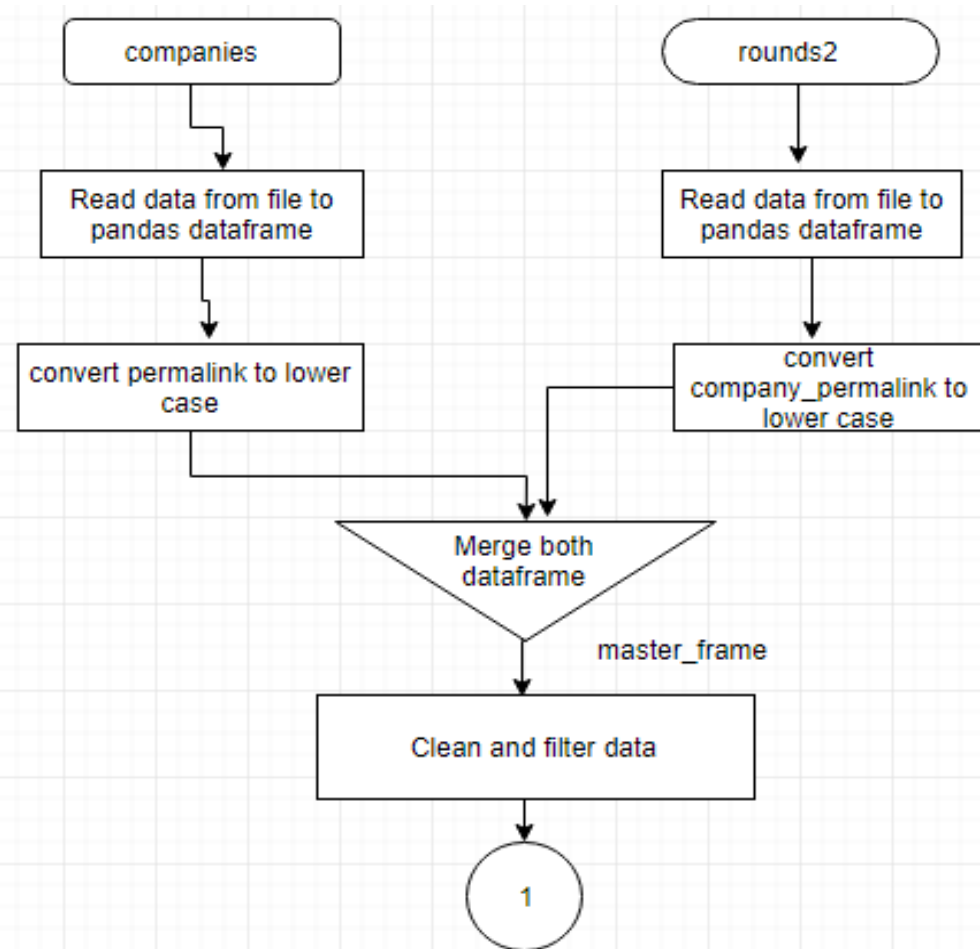 companies
rounds2
Read data from file to
pandas dataframe
Read data from file to
pandas dataframe
convert permalink to lower
case
convert
company_permalink to
lower case
Merge both
dataframe
master_frame
Clean and filter data
1